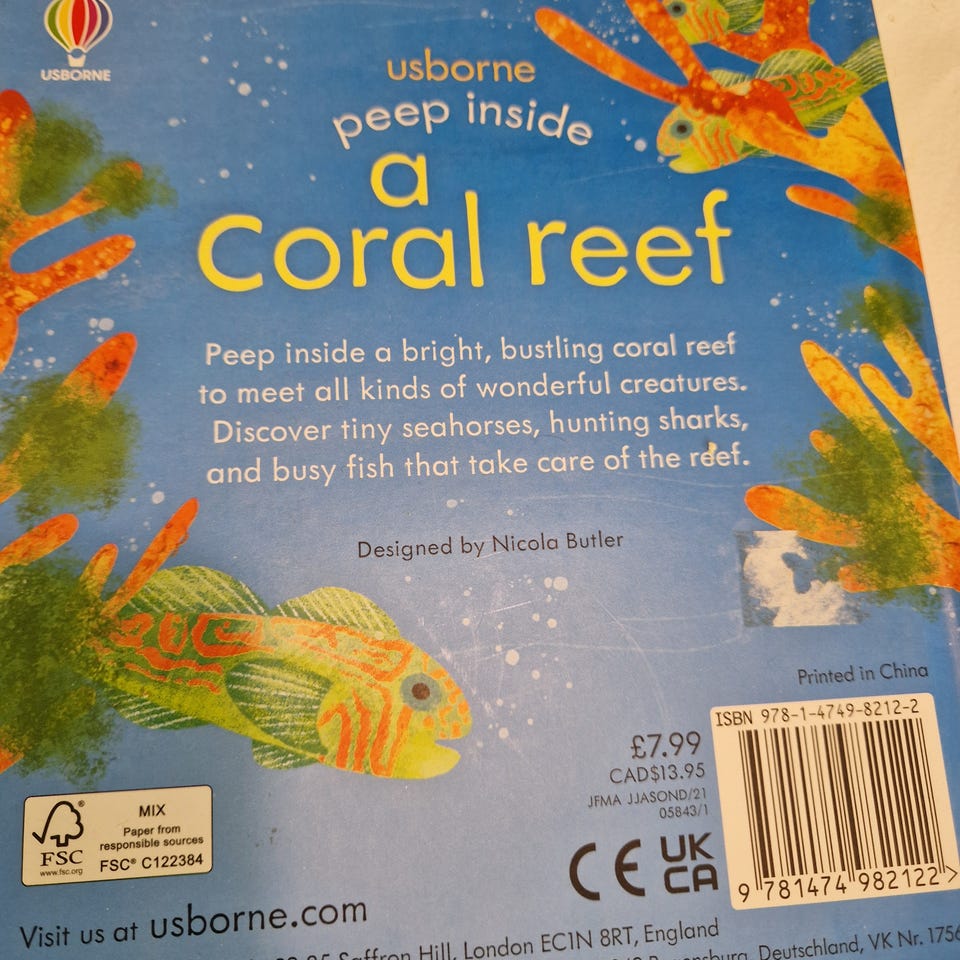 USBORNE
usborne
peep inside
a
Coral reef
Peep inside a bright, bustling coral reef
to meet all kinds of wonderful creatures.
Discover tiny seahorses, hunting sharks,
and busy fish that take care of the reef.
Designed by Nicola Butler
Printed in China
ISBN 978-1-4749-8212-2
£7.99
CAD$13.95
JFMA JJASOND/21
05843/1
CE UK CA
9 781474 982122 >
MIX
Paper from
responsible sources
FSC® C122384
FSC
www.fsc.org
Visit us at usborne.com
Saffron Hill, London EC1N 8RT, England
Deutschland, VK Nr. 1756